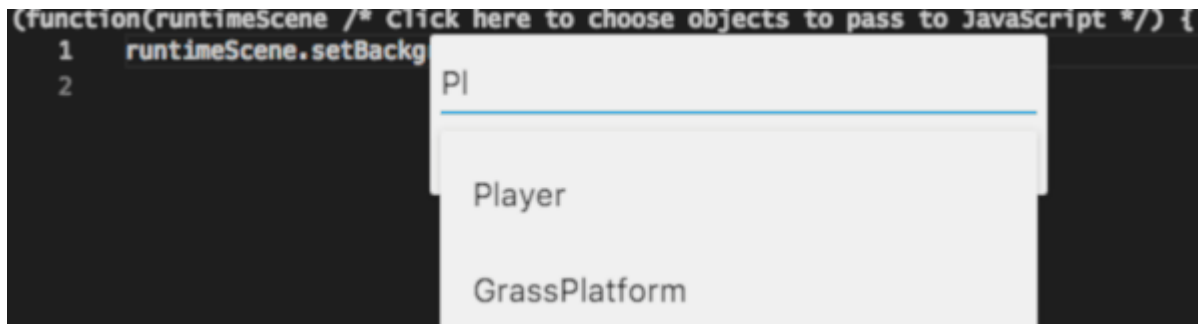 (function(runtimeScene /* Click here to choose objects to pass to JavaScript */) {
1 runtimeScene.setBackg
2
Pl
Player
GrassPlatform